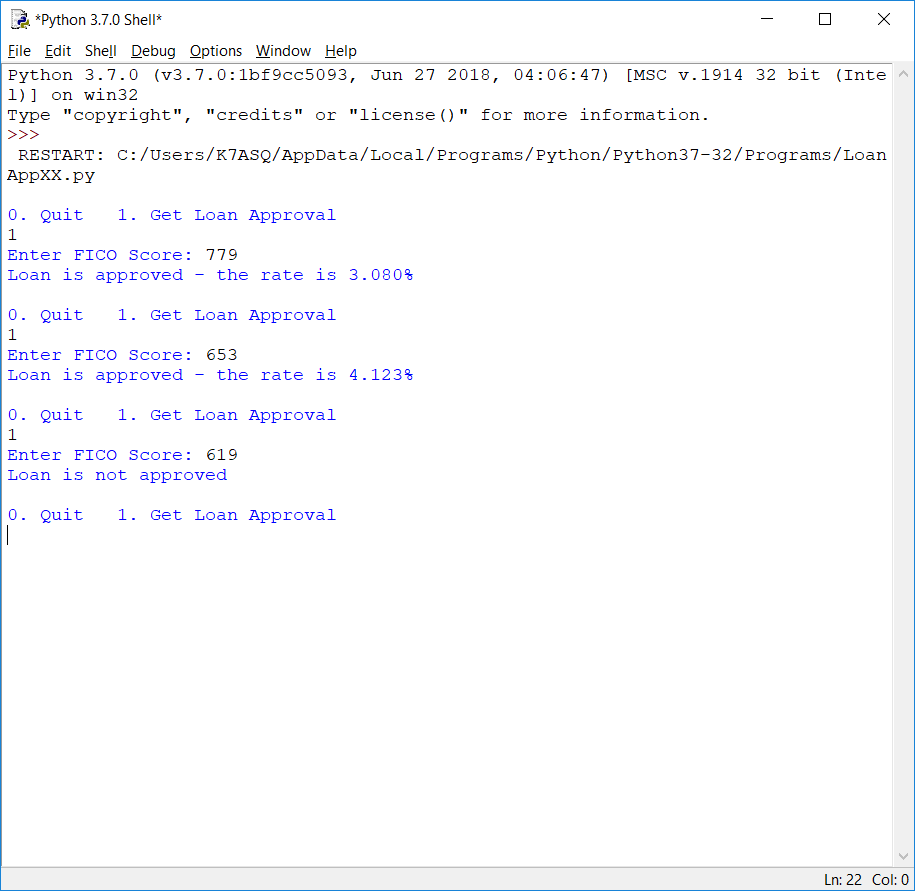 *Python 3.7.0 Shell*
File Edit Shell Debug Options Window Help
Python 3.7.0 (v3.7.0:1bf9cc5093, Jun 27 2018, 04:06:47) [MSC v.1914 32 bit (Inte
l)] on win32
Type "copyright", "credits" or "license()" for more information.
>>>
 RESTART: C:/Users/K7ASQ/AppData/Local/Programs/Python/Python37-32/Programs/Loan
AppXX.py
0. Quit   1. Get Loan Approval
1
Enter FICO Score: 779
Loan is approved - the rate is 3.080%
0. Quit   1. Get Loan Approval
1
Enter FICO Score: 653
Loan is approved - the rate is 4.123%
0. Quit   1. Get Loan Approval
1
Enter FICO Score: 619
Loan is not approved
0. Quit   1. Get Loan Approval
Ln: 22 Col: 0